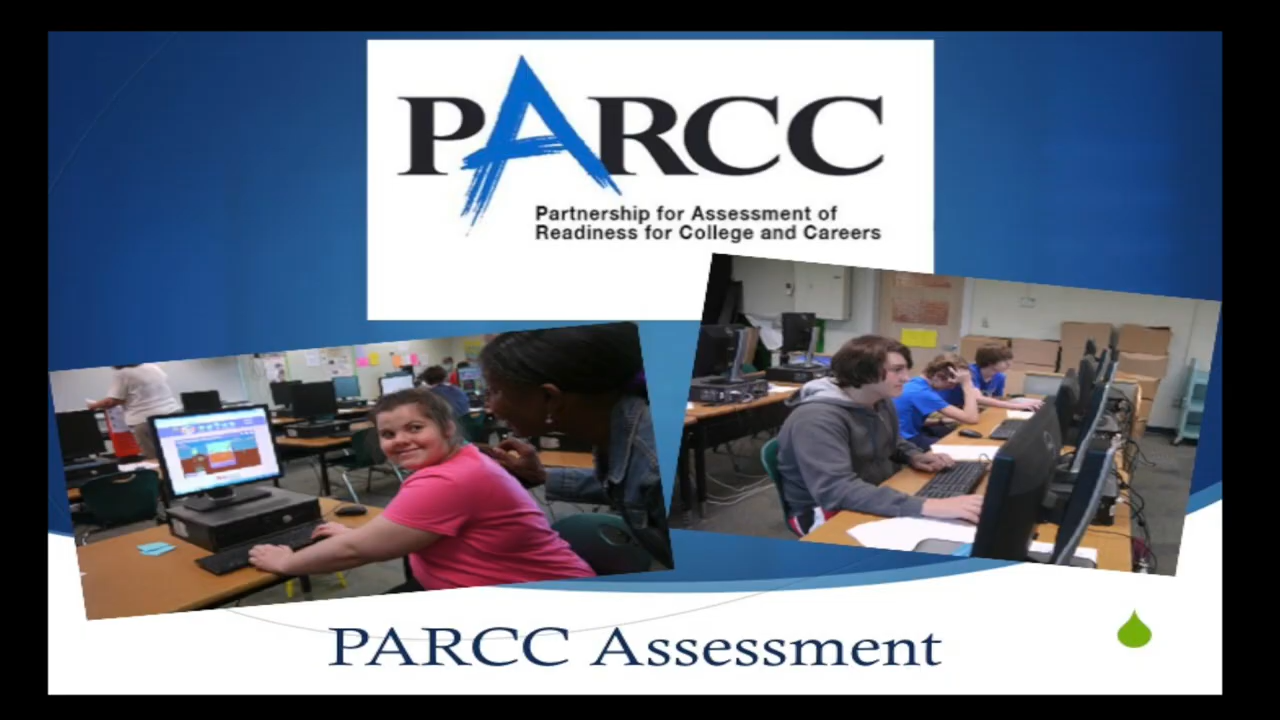 PARCC
Partnership for Assessment of
Readiness for College and Careers
PARCC Assessment